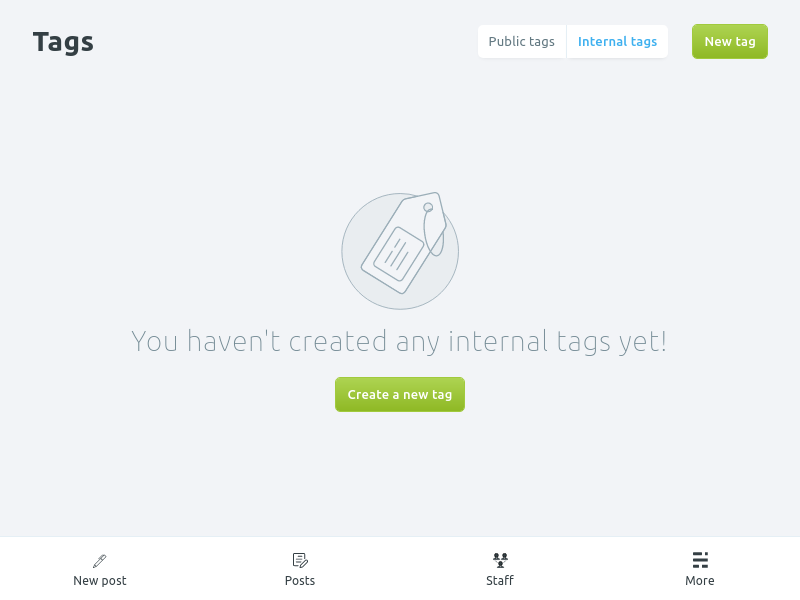 Tags
Public tags
Internal tags
New tag
You haven't created any internal tags yet!
Create a new tag
New post
Posts
Staff
More